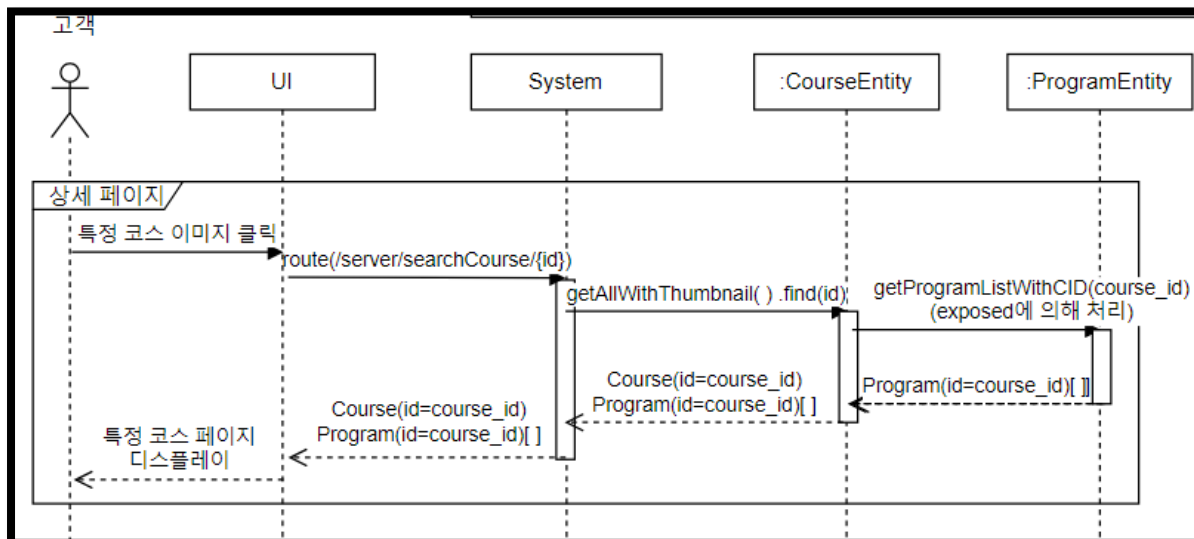 고객
UI
System
:CourseEntity
:ProgramEntity
상세 페이지
특정 코스 이미지 클릭
route(/server/searchCourse/{id})
getAllWithThumbnail( ) .find(id)
getProgramListWithCID(course_id)
(exposed에 의해 처리)
Program(id=course_id)[ ]]
Course(id=course_id)
Program(id=course_id)[ ]
Course(id=course_id)
Program(id=course_id)[ ]
특정 코스 페이지
디스플레이